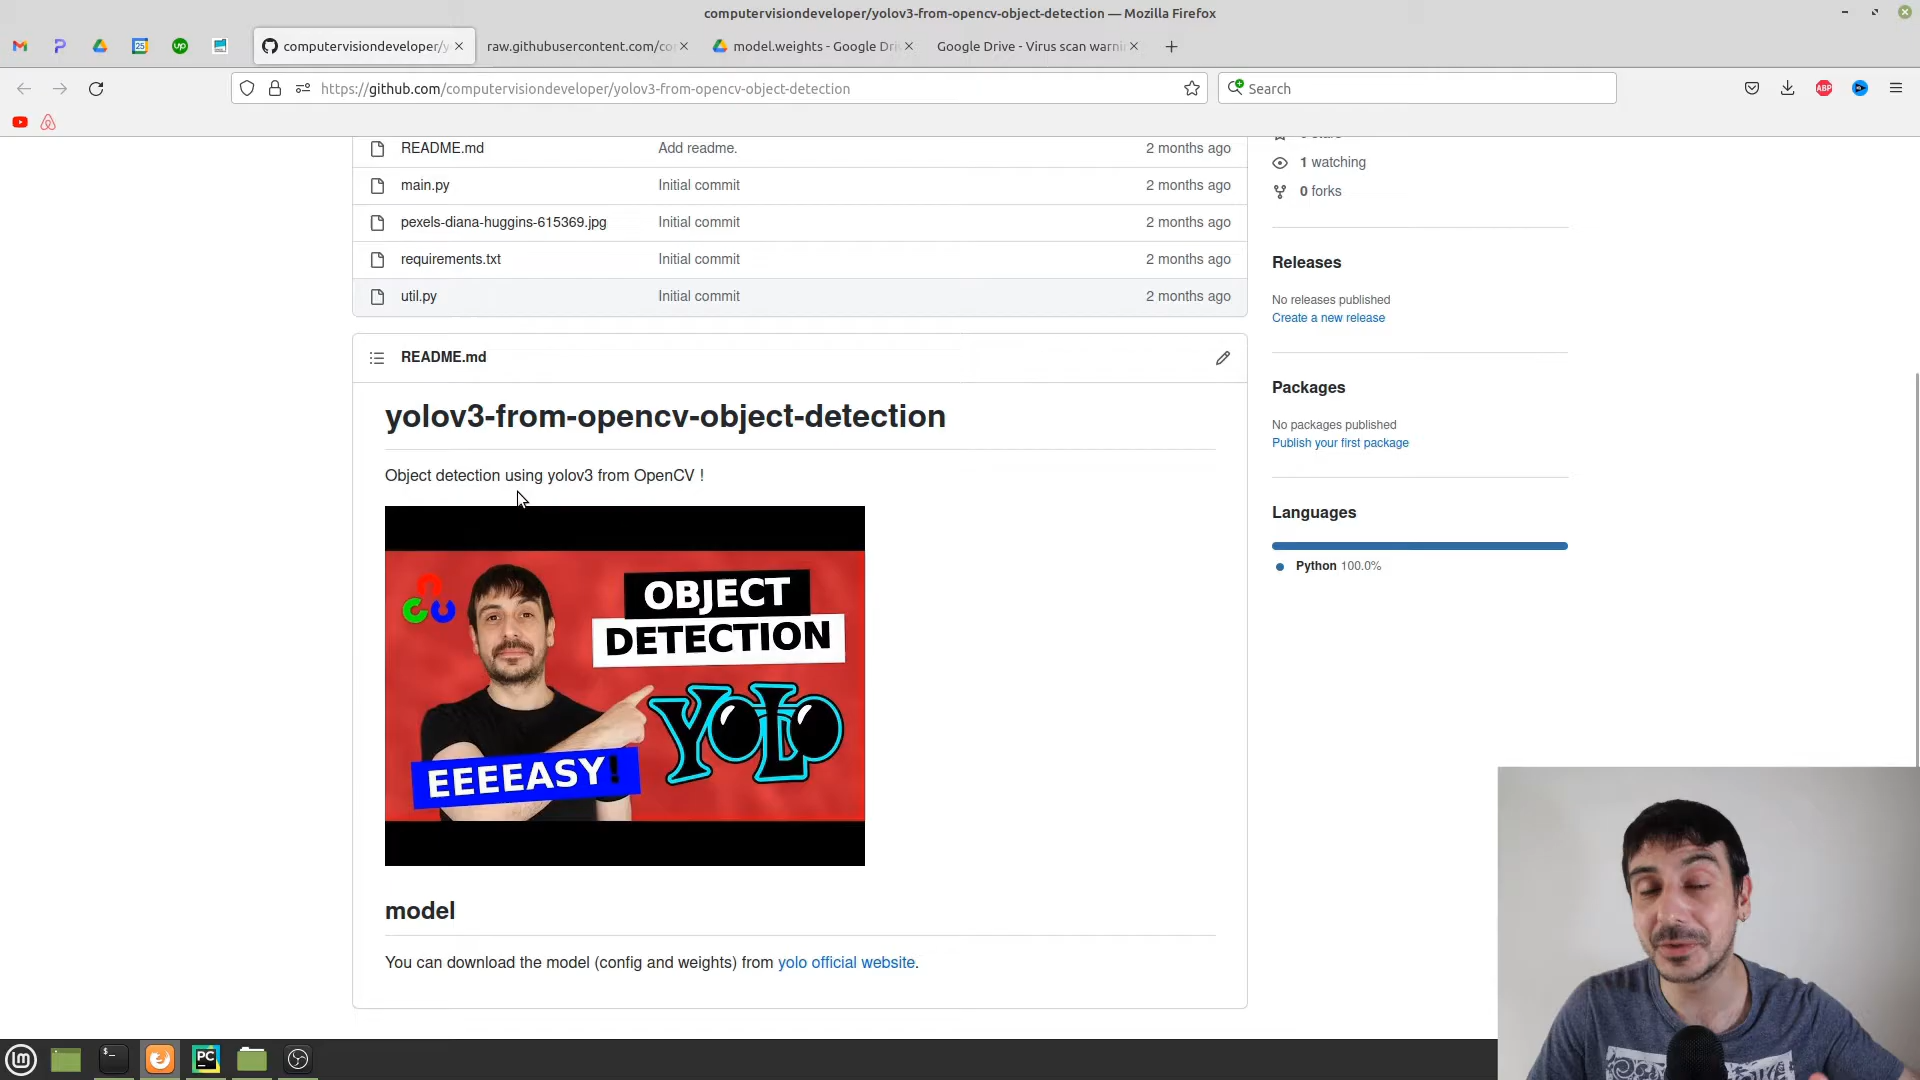 computervisiondeveloper/yolov3-from-opencv-object-detection — Mozilla Firefox
computervisiondeveloper/y
raw.githubusercontent.com/co
model.weights - Google Dri
Google Drive - Virus scan warni
https://github.com/computervisiondeveloper/yolov3-from-opencv-object-detection
Search
ABP
README.md Add readme. 2 months ago
main.py Initial commit 2 months ago
pexels-diana-huggins-615369.jpg Initial commit 2 months ago
requirements.txt Initial commit 2 months ago
util.py Initial commit 2 months ago
README.md
yolov3-from-opencv-object-detection
Object detection using yolov3 from OpenCV !
OBJECT
DETECTION
YOLO
EEEEASY!
model
You can download the model (config and weights) from yolo official website.
1 watching
0 forks
Releases
No releases published
Create a new release
Packages
No packages published
Publish your first package
Languages
Python 100.0%
PC